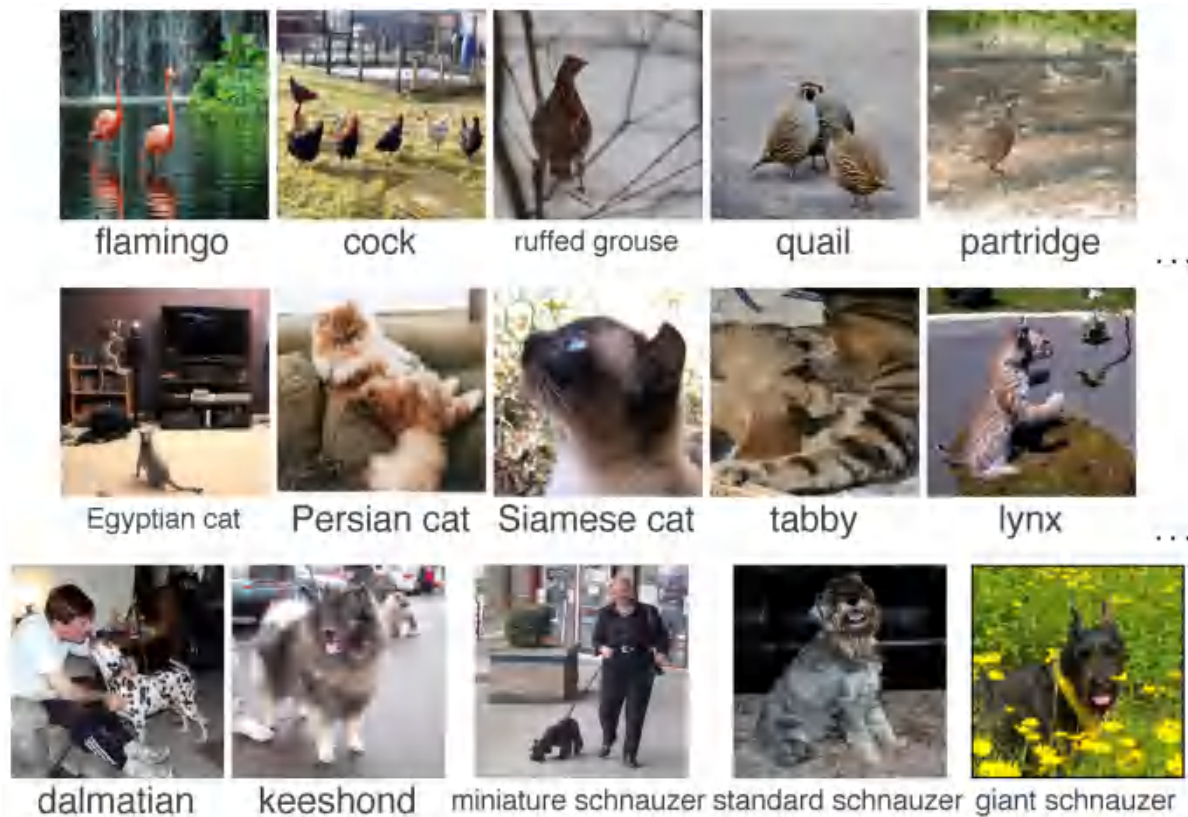 flamingo cock ruffed grouse quail partridge ...
Egyptian cat Persian cat Siamese cat tabby lynx ...
dalmatian keeshond miniature schnauzer standard schnauzer giant schnauzer